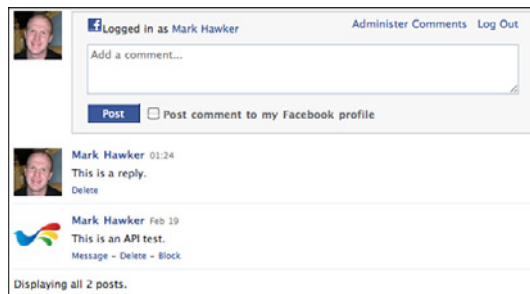 Logged in as Mark Hawker Administer Comments Log Out
Add a comment...
Post Post comment to my Facebook profile
Mark Hawker 01:24
This is a reply.
Delete
Mark Hawker Feb 19
This is an API test.
Message - Delete - Block
Displaying all 2 posts.